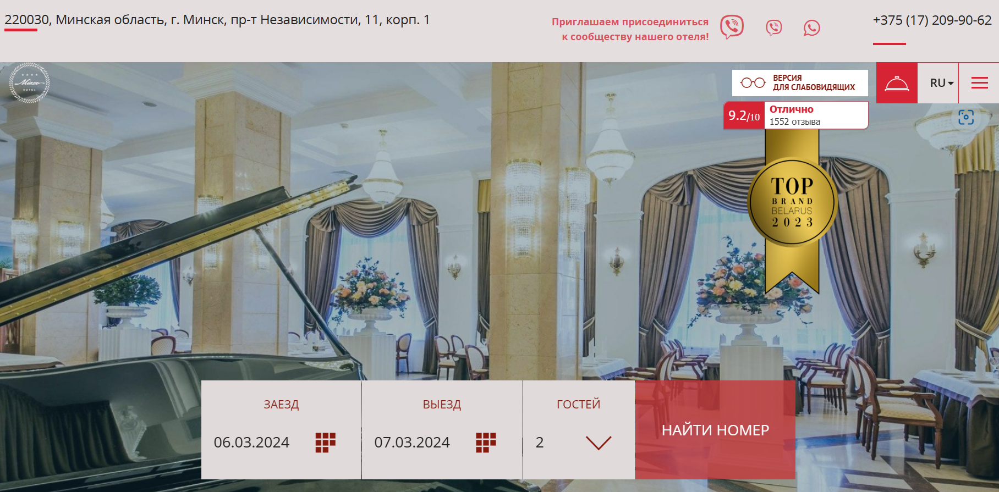 220030, Минская область, г. Минск, пр-т Независимости, 11, корп. 1
Приглашаем присоединиться
к сообществу нашего отеля!
+375 (17) 209-90-62
Minsk
HOTEL
ВЕРСИЯ
ДЛЯ СЛАБОВИДЯЩИХ
RU
9.2/10
Отлично
1552 отзыва
TOP
BRAND
BELARUS
2023
ЗАЕЗД
06.03.2024
ВЫЕЗД
07.03.2024
ГОСТЕЙ
2
НАЙТИ НОМЕР